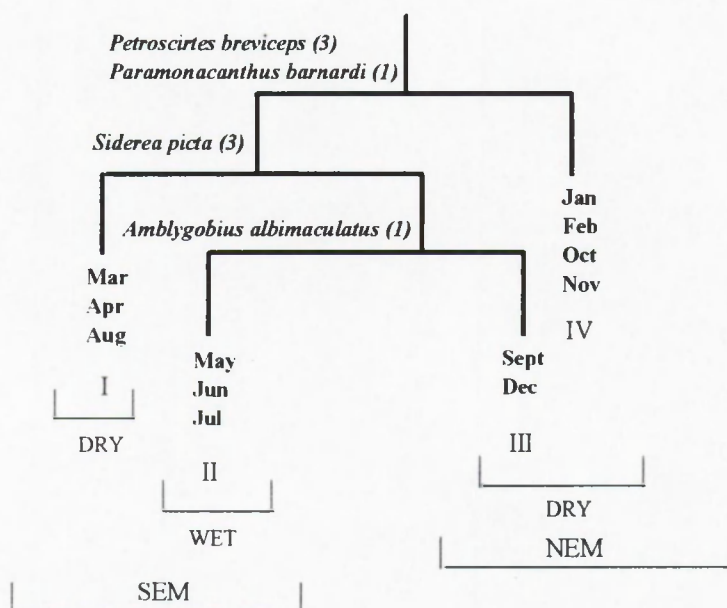 Petroscirtes breviceps (3)
Paramonacanthus barnardi (1)
Siderea picta (3)
Amblygobius albimaculatus (1)
Mar
Apr
Aug
I
DRY
May
Jun
Jul
II
WET
SEM
Sept
Dec
III
DRY
NEM
Jan
Feb
Oct
Nov
IV